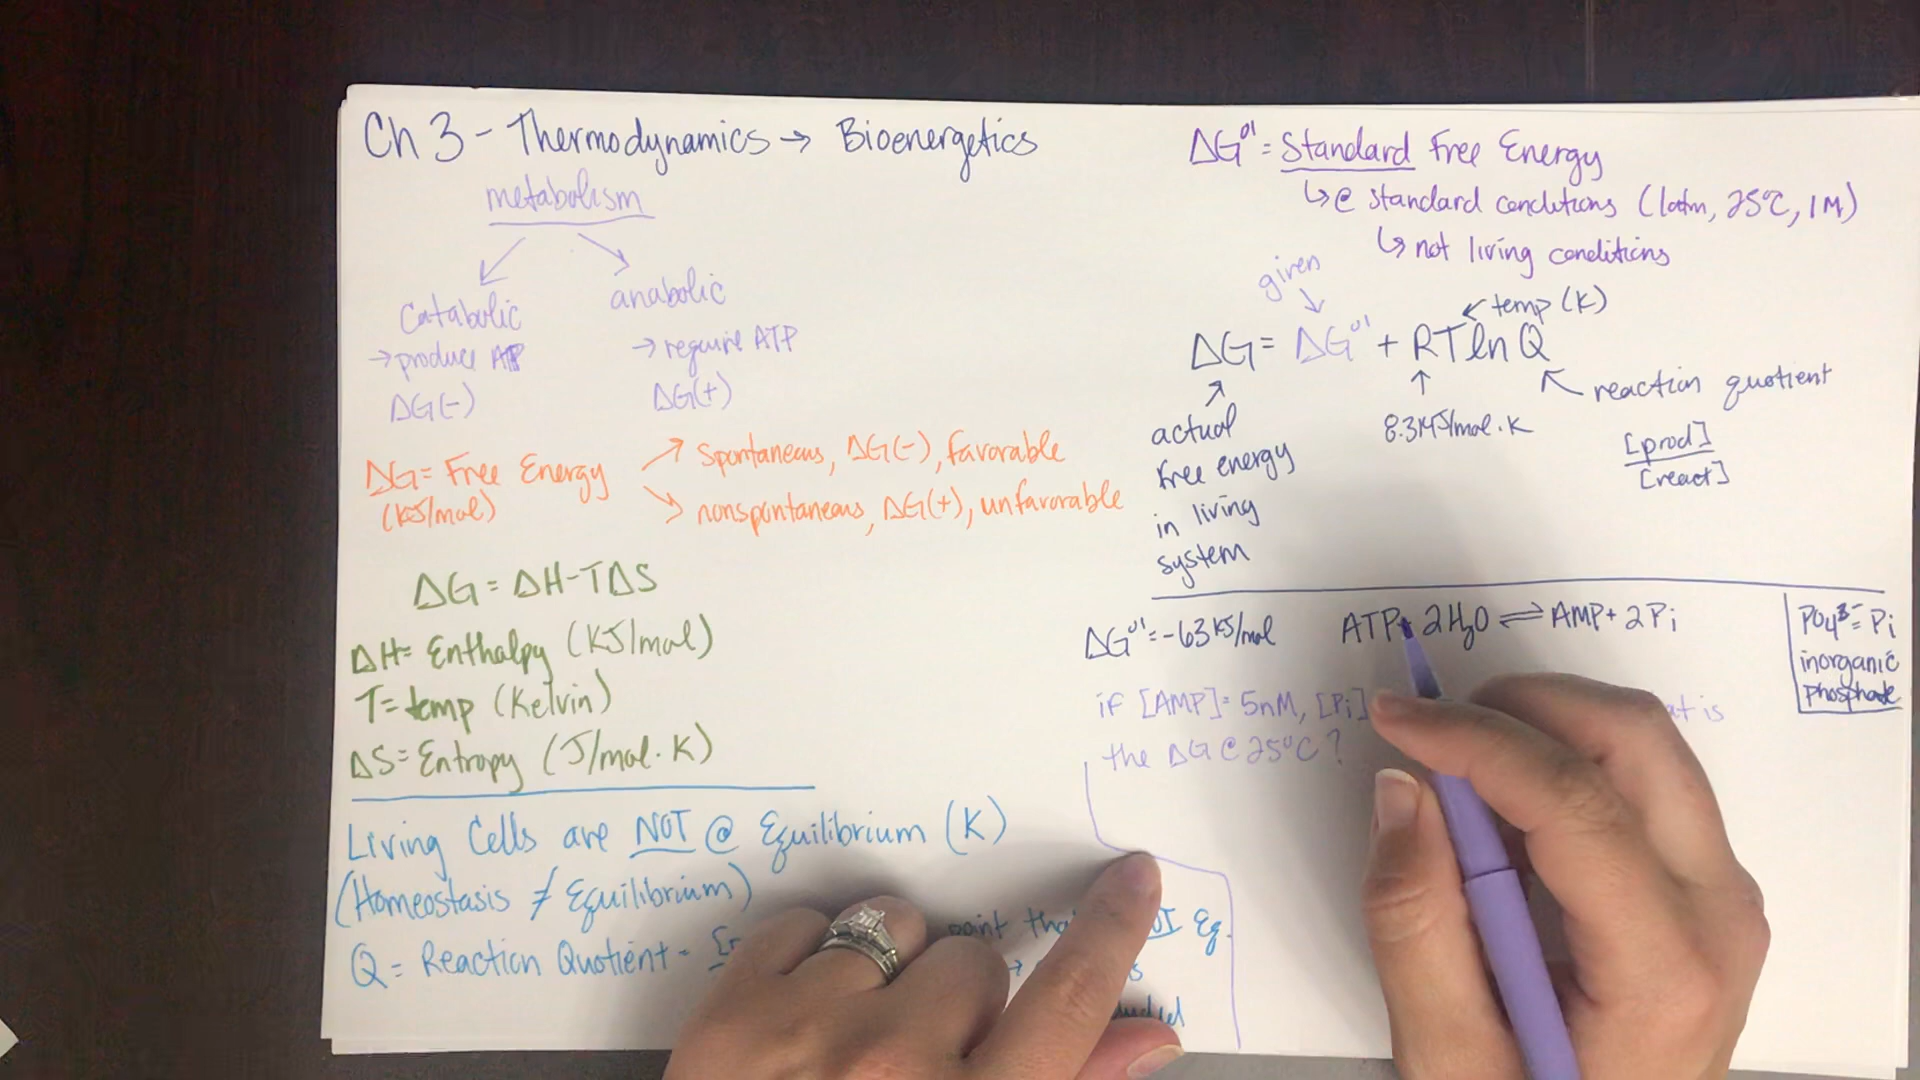 Ch 3 - Thermodynamics → Bioenergetics
metabolism
Catabolic
→ produce ATP
ΔG(-)
anabolic
→ require ATP
ΔG(+)
ΔG = Free Energy
(KJ/mol)
↗ Spontaneous, ΔG(-), favorable
↘ nonspontaneous, ΔG(+), unfavorable
ΔG = ΔH - TΔS
ΔH = Enthalpy (KJ/mol)
T = temp (Kelvin)
ΔS = Entropy (J/mol · K)
Living Cells are NOT @ Equilibrium (K)
(Homeostasis ≠ Equilibrium)
Q = Reaction Quotient =
point
Eq.
ΔG°' = Standard Free Energy
↳ @ standard conditions (1atm, 25°C, 1M)
↳ not living conditions
given
↙ temp (K)
ΔG = ΔG°' + RT ln Q
reaction quotient
[prod]
[react]
8.314J/mol · K
actual
free energy
in living
system
ΔG°' = -63 KJ/mol
ATP + 2H₂O ⇌ AMP + 2Pi
PO₄³⁻ = Pi
inorganic
phosphate
if [AMP] = 5nM, [Pi] is
the ΔG @ 25°C?